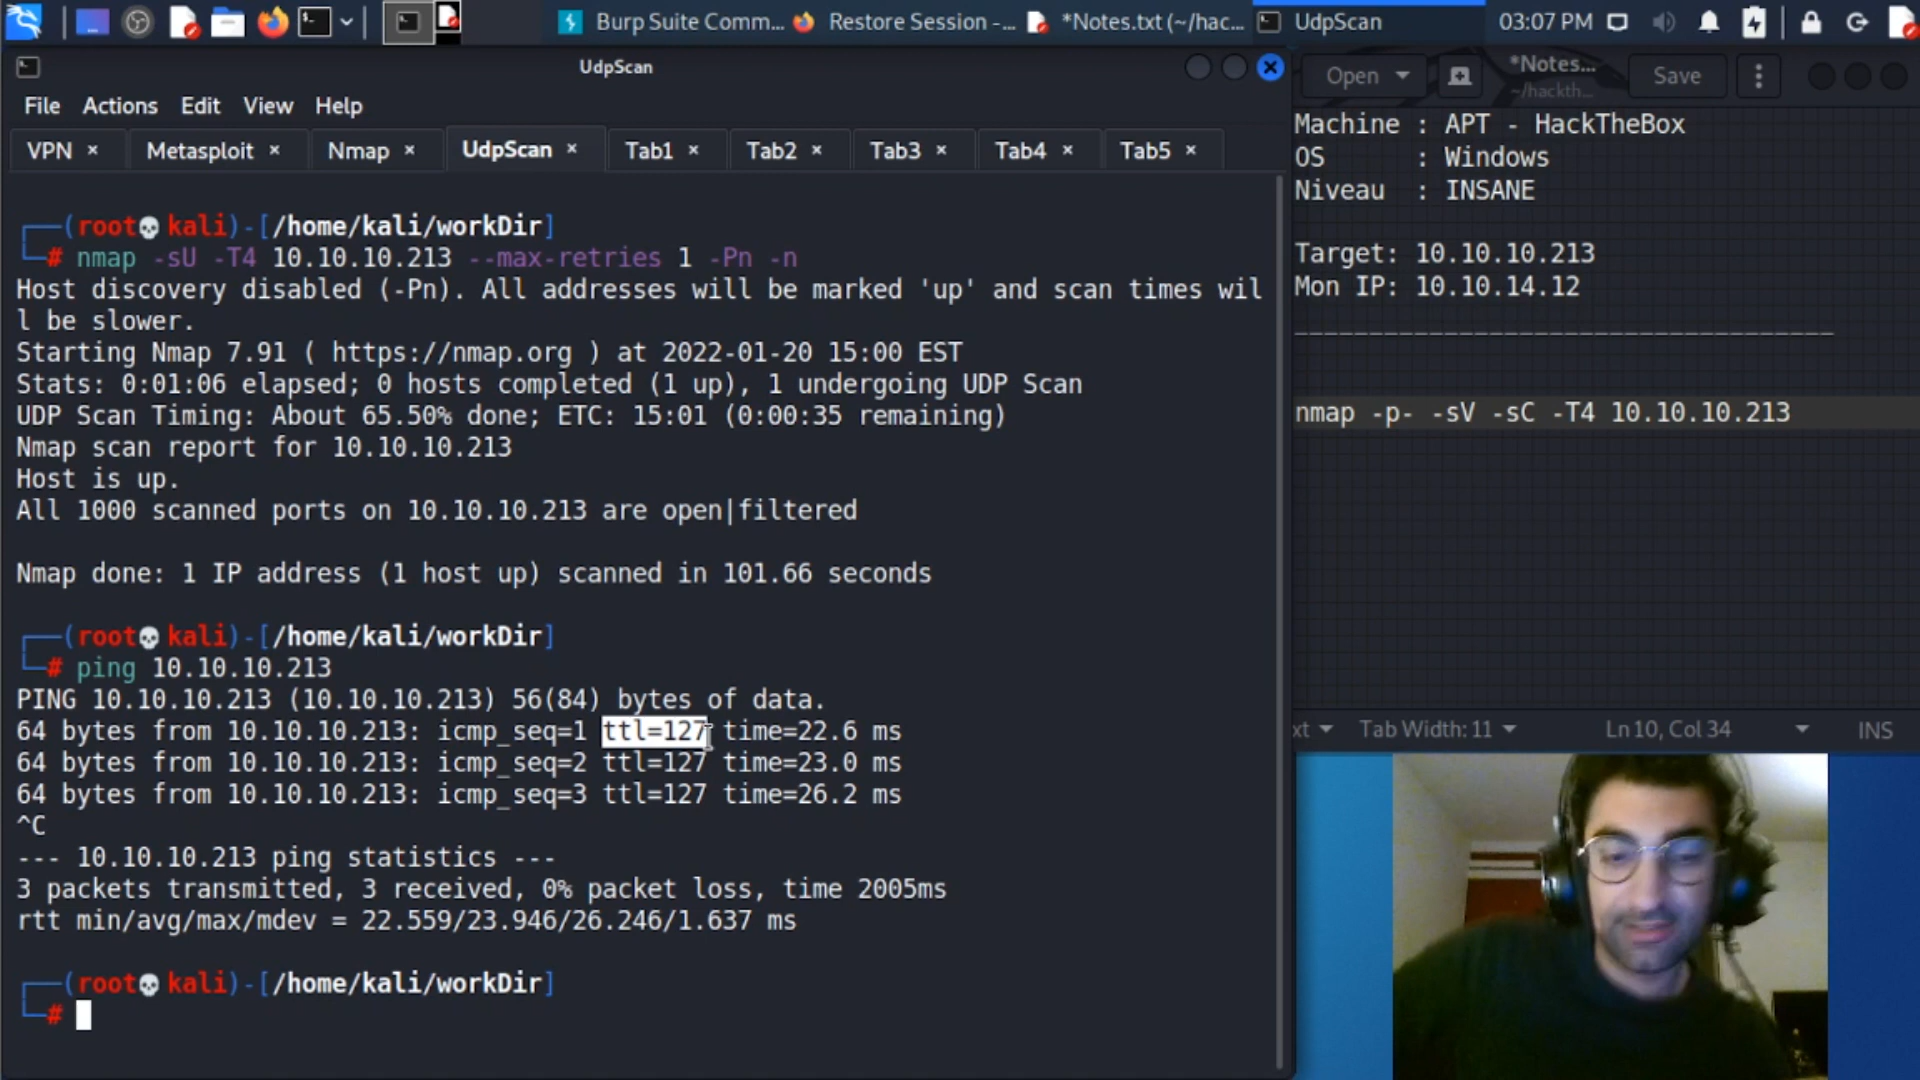 Burp Suite Comm...
Restore Session -...
*Notes.txt (~/hac...
UdpScan
03:07 PM
UdpScan
File Actions Edit View Help
VPN × Metasploit × Nmap × UdpScan × Tab1 × Tab2 × Tab3 × Tab4 × Tab5 ×
┌──(root💀kali)-[/home/kali/workDir]
└─# nmap -sU -T4 10.10.10.213 --max-retries 1 -Pn -n
Host discovery disabled (-Pn). All addresses will be marked 'up' and scan times wil
l be slower.
Starting Nmap 7.91 ( https://nmap.org ) at 2022-01-20 15:00 EST
Stats: 0:01:06 elapsed; 0 hosts completed (1 up), 1 undergoing UDP Scan
UDP Scan Timing: About 65.50% done; ETC: 15:01 (0:00:35 remaining)
Nmap scan report for 10.10.10.213
Host is up.
All 1000 scanned ports on 10.10.10.213 are open|filtered
Nmap done: 1 IP address (1 host up) scanned in 101.66 seconds
┌──(root💀kali)-[/home/kali/workDir]
└─# ping 10.10.10.213
PING 10.10.10.213 (10.10.10.213) 56(84) bytes of data.
64 bytes from 10.10.10.213: icmp_seq=1 ttl=127 time=22.6 ms
64 bytes from 10.10.10.213: icmp_seq=2 ttl=127 time=23.0 ms
64 bytes from 10.10.10.213: icmp_seq=3 ttl=127 time=26.2 ms
^C
--- 10.10.10.213 ping statistics ---
3 packets transmitted, 3 received, 0% packet loss, time 2005ms
rtt min/avg/max/mdev = 22.559/23.946/26.246/1.637 ms
┌──(root💀kali)-[/home/kali/workDir]
└─#
Open
*Notes...
~/hackth...
Save
Machine : APT - HackTheBox
OS : Windows
Niveau : INSANE
Target: 10.10.10.213
Mon IP: 10.10.14.12
____________________________________
nmap -p- -sV -sC -T4 10.10.10.213
xt Tab Width: 11 Ln 10, Col 34 INS